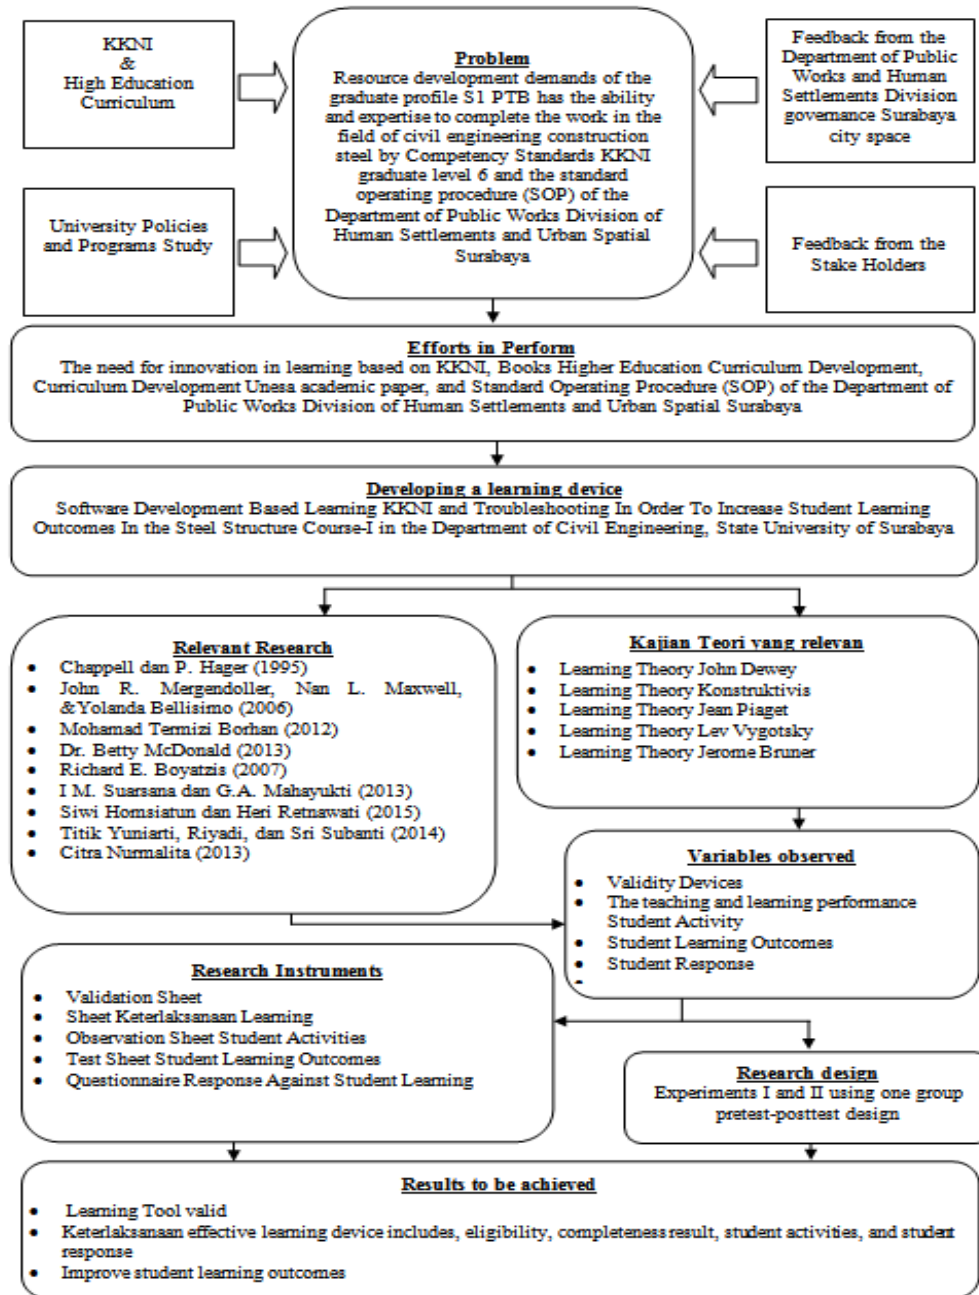 KKNI
&
High Education
Curriculum
University Policies
and Programs Study
Problem
Resource development demands of the
graduate profile S1 PTB has the ability
and expertise to complete the work in the
field of civil engineering construction
steel by Competency Standards KKNI
graduate level 6 and the standard
operating procedure (SOP) of the
Department of Public Works Division of
Human Settlements and Urban Spatial
Surabaya
Feedback from the
Department of Public
Works and Human
Settlements Division
governance Surabaya
city space
Feedback from the
Stake Holders
Efforts in Perform
The need for innovation in learning based on KKNI, Books Higher Education Curriculum Development,
Curriculum Development Unesa academic paper, and Standard Operating Procedure (SOP) of the Department of
Public Works Division of Human Settlements and Urban Spatial Surabaya
Developing a learning device
Software Development Based Learning KKNI and Troubleshooting In Order To Increase Student Learning
Outcomes In the Steel Structure Course-I in the Department of Civil Engineering, State University of Surabaya
Relevant Research
• Chappell dan P. Hager (1995)
• John R. Mergendoller, Nan L. Maxwell,
&Yolanda Bellisimo (2006)
• Mohamad Termizi Borhan (2012)
• Dr. Betty McDonald (2013)
• Richard E. Boyatzis (2007)
• I M. Suarsana dan G.A. Mahayukti (2013)
• Siwi Homsiatun dan Heri Retnawati (2015)
• Titik Yuniarti, Riyadi, dan Sri Subanti (2014)
• Citra Nurmalita (2013)
Kajian Teori yang relevan
• Learning Theory John Dewey
• Learning Theory Konstruktivis
• Learning Theory Jean Piaget
• Learning Theory Lev Vygotsky
• Learning Theory Jerome Bruner
Variables observed
• Validity Devices
• The teaching and learning performance
Student Activity
• Student Learning Outcomes
• Student Response
•
Research Instruments
• Validation Sheet
• Sheet Keterlaksanaan Learning
• Observation Sheet Student Activities
• Test Sheet Student Learning Outcomes
• Questionnaire Response Against Student Learning
Research design
Experiments I and II using one group
pretest-posttest design
Results to be achieved
• Learning Tool valid
• Keterlaksanaan effective learning device includes, eligibility, completeness result, student activities, and student
response
• Improve student learning outcomes